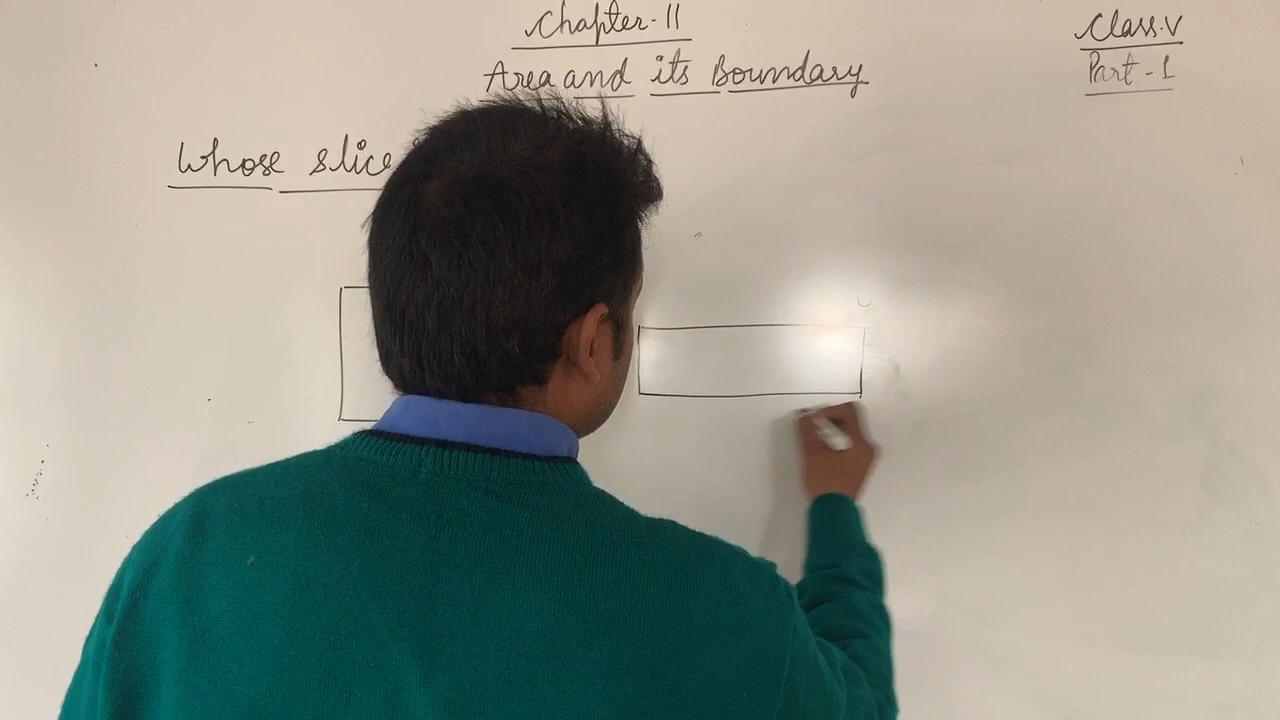 Chapter-11
Class.V
Area and its Boundary
Part-1
Whose slice